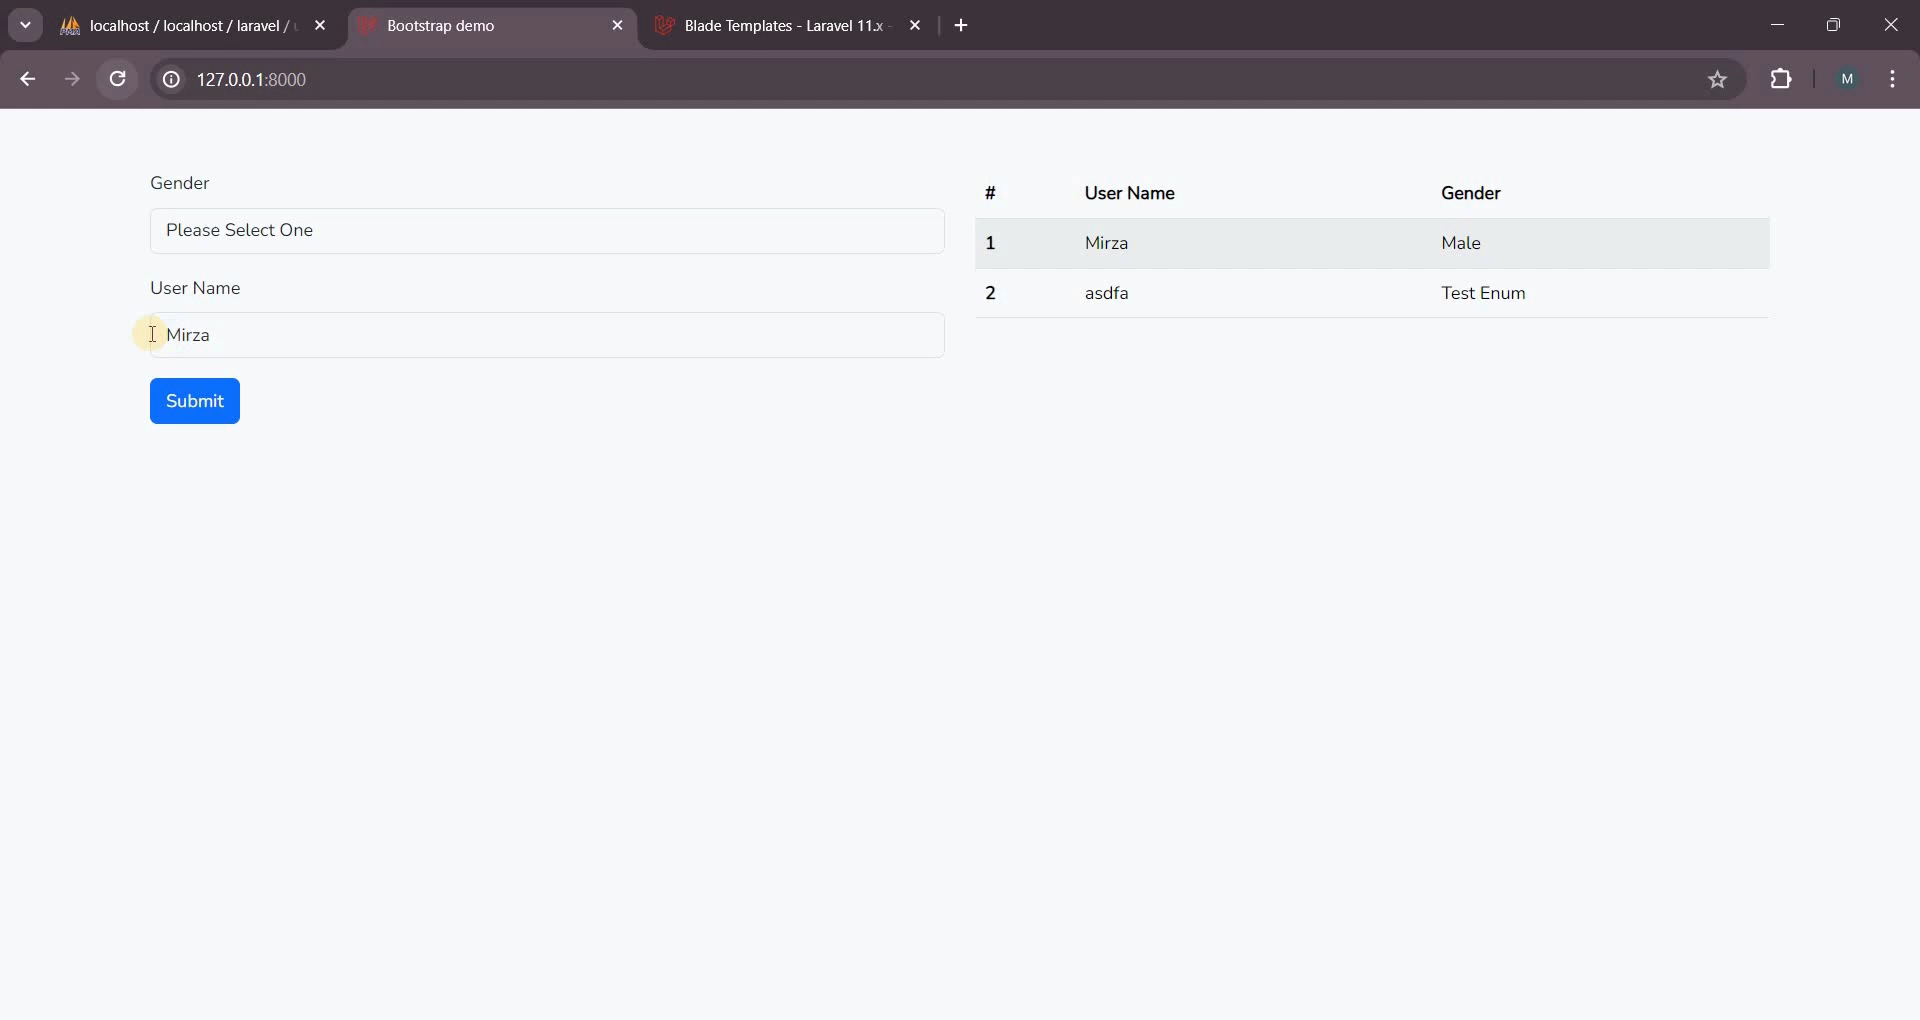 localhost / localhost / laravel /
Bootstrap demo
Blade Templates - Laravel 11.x -
127.0.0.1:8000
M
Gender
Please Select One
User Name
Mirza
Submit
# User Name Gender
1 Mirza Male
2 asdfa Test Enum